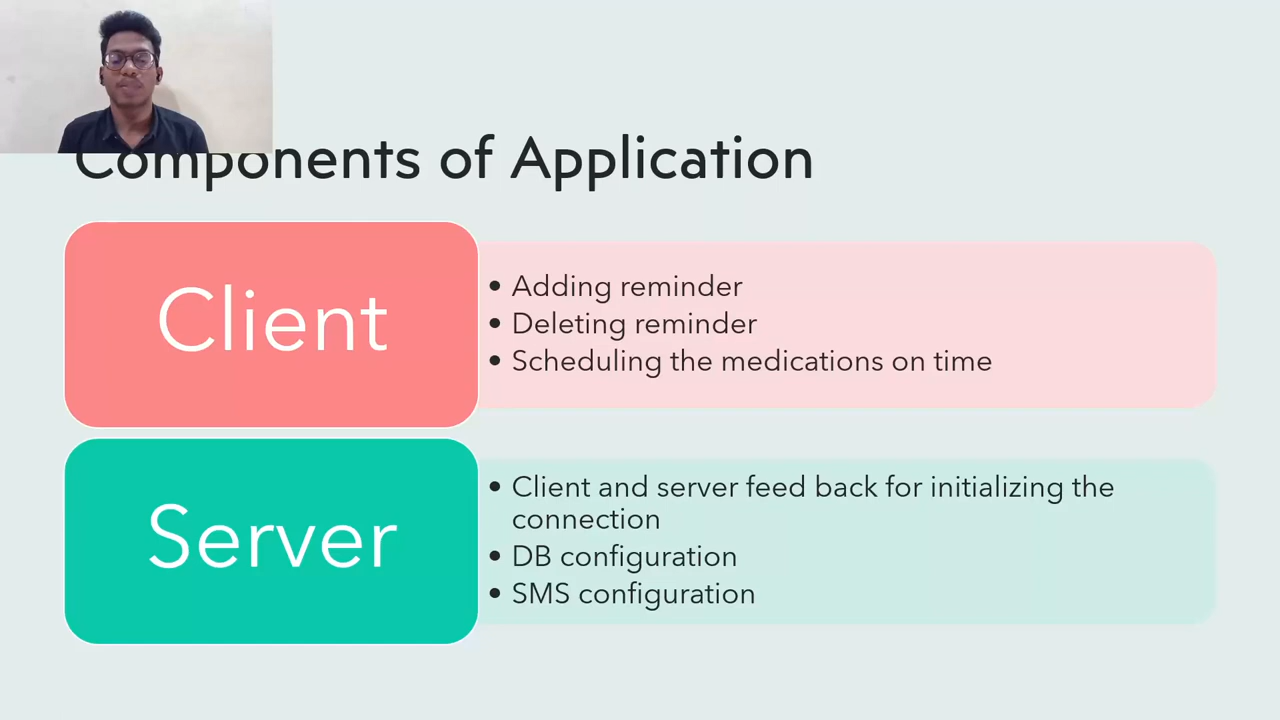 Components of Application
Client
• Adding reminder
• Deleting reminder
• Scheduling the medications on time
Server
• Client and server feed back for initializing the
connection
• DB configuration
• SMS configuration